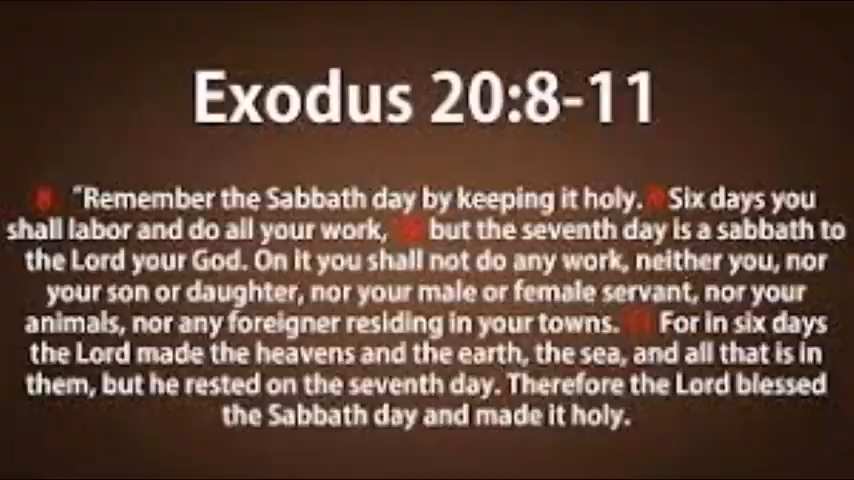 Exodus 20:8-11
8 "Remember the Sabbath day by keeping it holy. 9 Six days you
shall labor and do all your work, 10 but the seventh day is a sabbath to
the Lord your God. On it you shall not do any work, neither you, nor
your son or daughter, nor your male or female servant, nor your
animals, nor any foreigner residing in your towns. 11 For in six days
the Lord made the heavens and the earth, the sea, and all that is in
them, but he rested on the seventh day. Therefore the Lord blessed
the Sabbath day and made it holy.